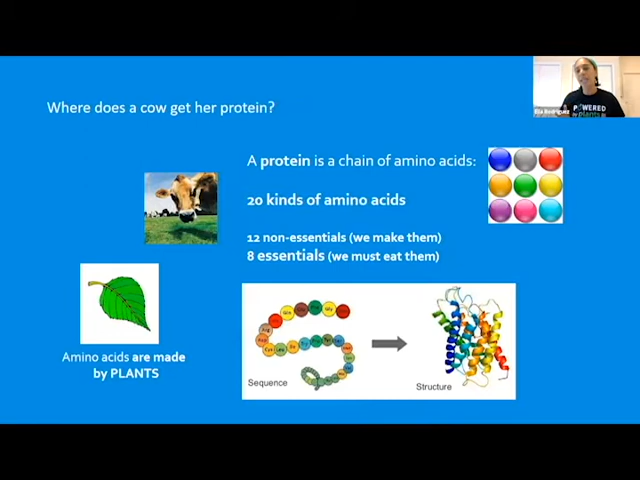 Where does a cow get her protein?
POWERED
by plants
A protein is a chain of amino acids:
20 kinds of amino acids
12 non-essentials (we make them)
8 essentials (we must eat them)
Amino acids are made
by PLANTS
Sequence
Structure